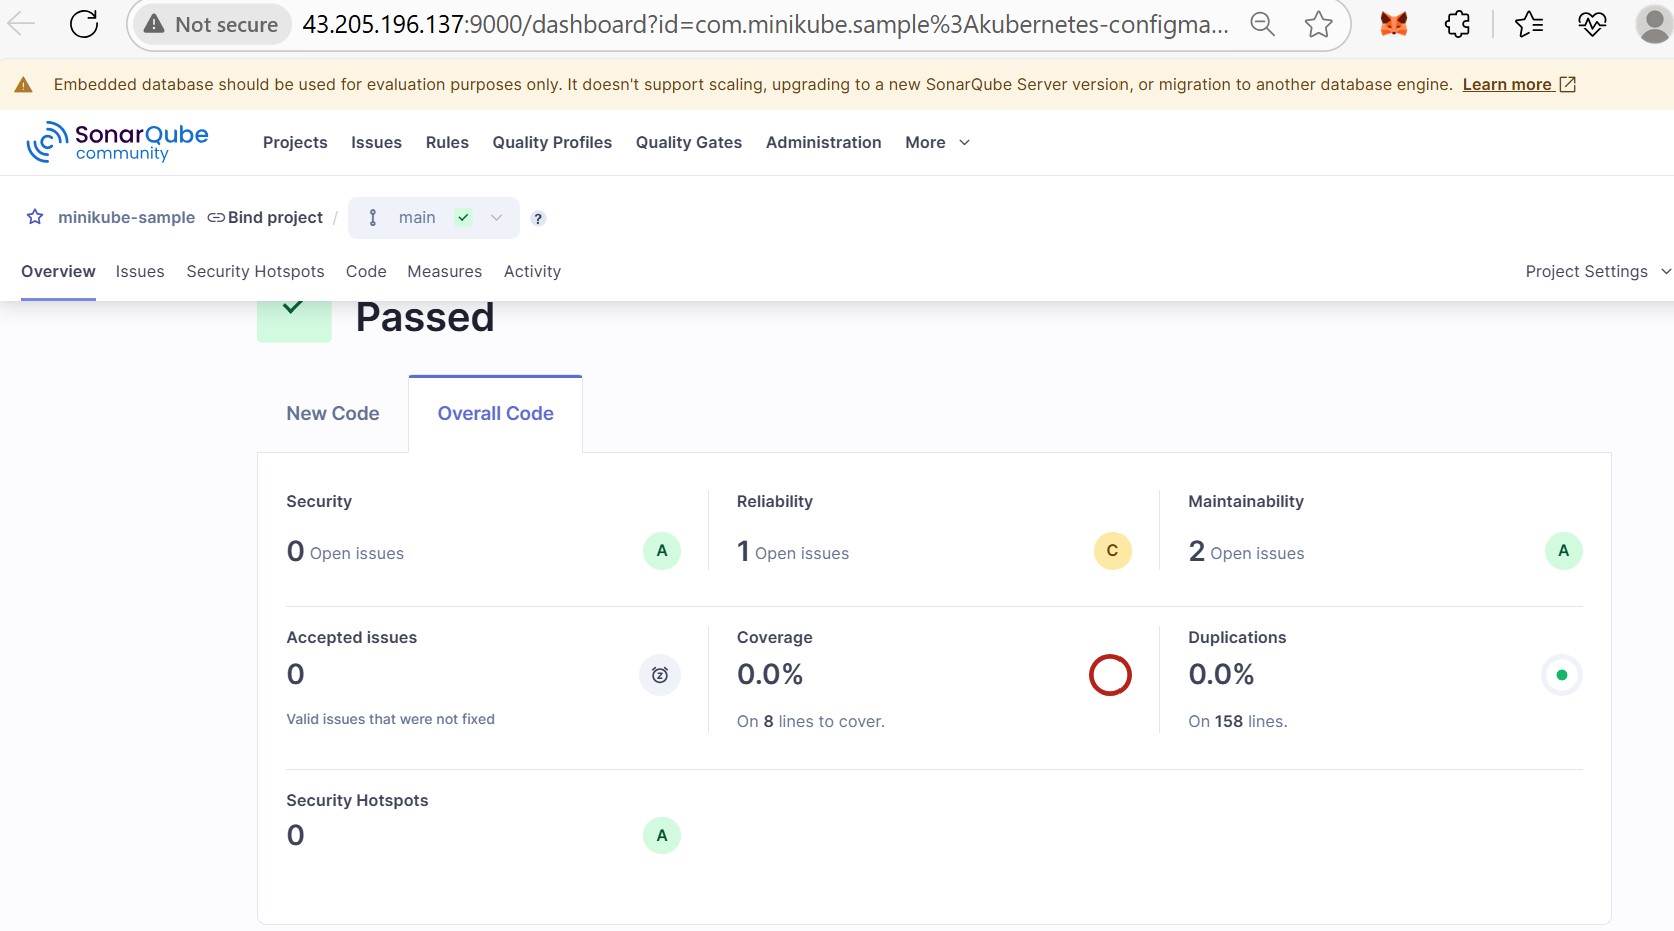 Not secure 43.205.196.137:9000/dashboard?id=com.minikube.sample%3Akubernetes-configma...
Embedded database should be used for evaluation purposes only. It doesn't support scaling, upgrading to a new SonarQube Server version, or migration to another database engine. Learn more
SonarQube community Projects Issues Rules Quality Profiles Quality Gates Administration More
minikube-sample Bind project / main ?
Overview Issues Security Hotspots Code Measures Activity Project Settings
Passed
New Code Overall Code
Security Reliability Maintainability
0 Open issues A 1 Open issues C 2 Open issues A
Accepted issues Coverage Duplications
0 0.0% 0.0%
Valid issues that were not fixed On 8 lines to cover. On 158 lines.
Security Hotspots
0 A